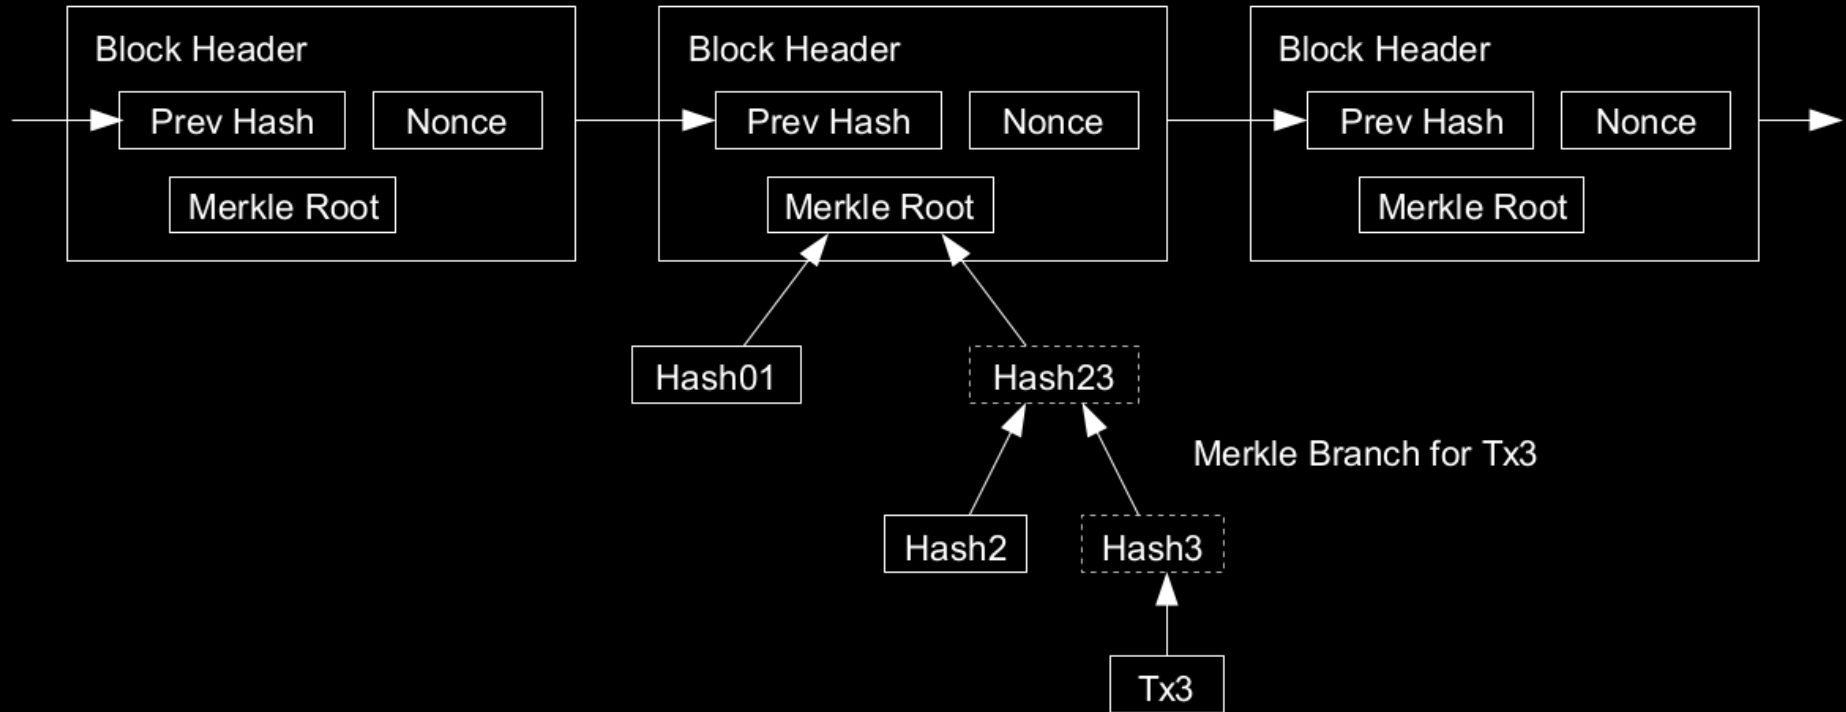 Block Header
Prev Hash
Nonce
Merkle Root
Block Header
Prev Hash
Nonce
Merkle Root
Block Header
Prev Hash
Nonce
Merkle Root
Hash01
Hash23
Merkle Branch for Tx3
Hash2
Hash3
Tx3